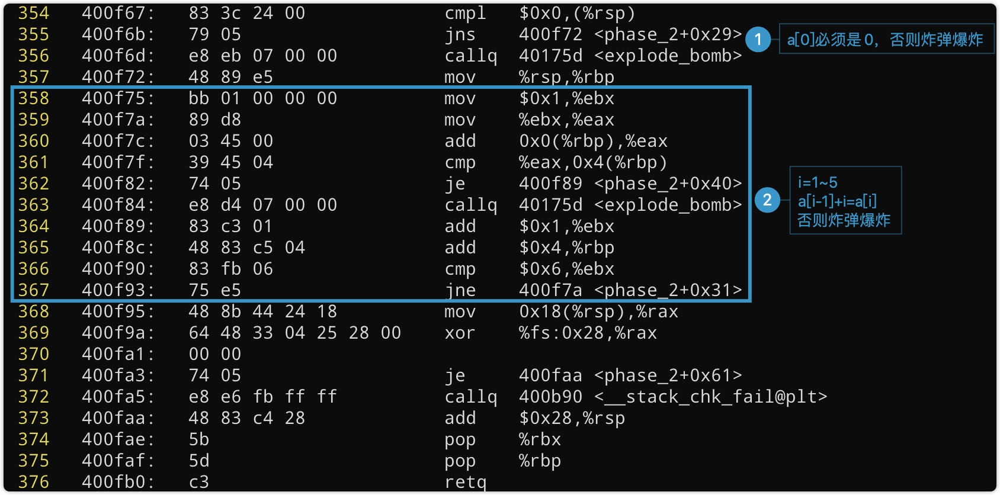 354 400f67: 83 3c 24 00 cmpl $0x0,(%rsp)
355 400f6b: 79 05 jns 400f72 <phase_2+0x29>
1 a[0]必须是0，否则炸弹爆炸
356 400f6d: e8 eb 07 00 00 callq 40175d <explode_bomb>
357 400f72: 48 89 e5 mov %rsp,%rbp
358 400f75: bb 01 00 00 00 mov $0x1,%ebx
359 400f7a: 89 d8 mov %ebx,%eax
360 400f7c: 03 45 00 add 0x0(%rbp),%eax
361 400f7f: 39 45 04 cmp %eax,0x4(%rbp)
362 400f82: 74 05 je 400f89 <phase_2+0x40>
363 400f84: e8 d4 07 00 00 callq 40175d <explode_bomb>
2
i=1~5
a[i-1]+i=a[i]
否则炸弹爆炸
364 400f89: 83 c3 01 add $0x1,%ebx
365 400f8c: 48 83 c5 04 add $0x4,%rbp
366 400f90: 83 fb 06 cmp $0x6,%ebx
367 400f93: 75 e5 jne 400f7a <phase_2+0x31>
368 400f95: 48 8b 44 24 18 mov 0x18(%rsp),%rax
369 400f9a: 64 48 33 04 25 28 00 xor %fs:0x28,%rax
370 400fa1: 00 00
371 400fa3: 74 05 je 400faa <phase_2+0x61>
372 400fa5: e8 e6 fb ff ff callq 400b90 <__stack_chk_fail@plt>
373 400faa: 48 83 c4 28 add $0x28,%rsp
374 400fae: 5b pop %rbx
375 400faf: 5d pop %rbp
376 400fb0: c3 retq